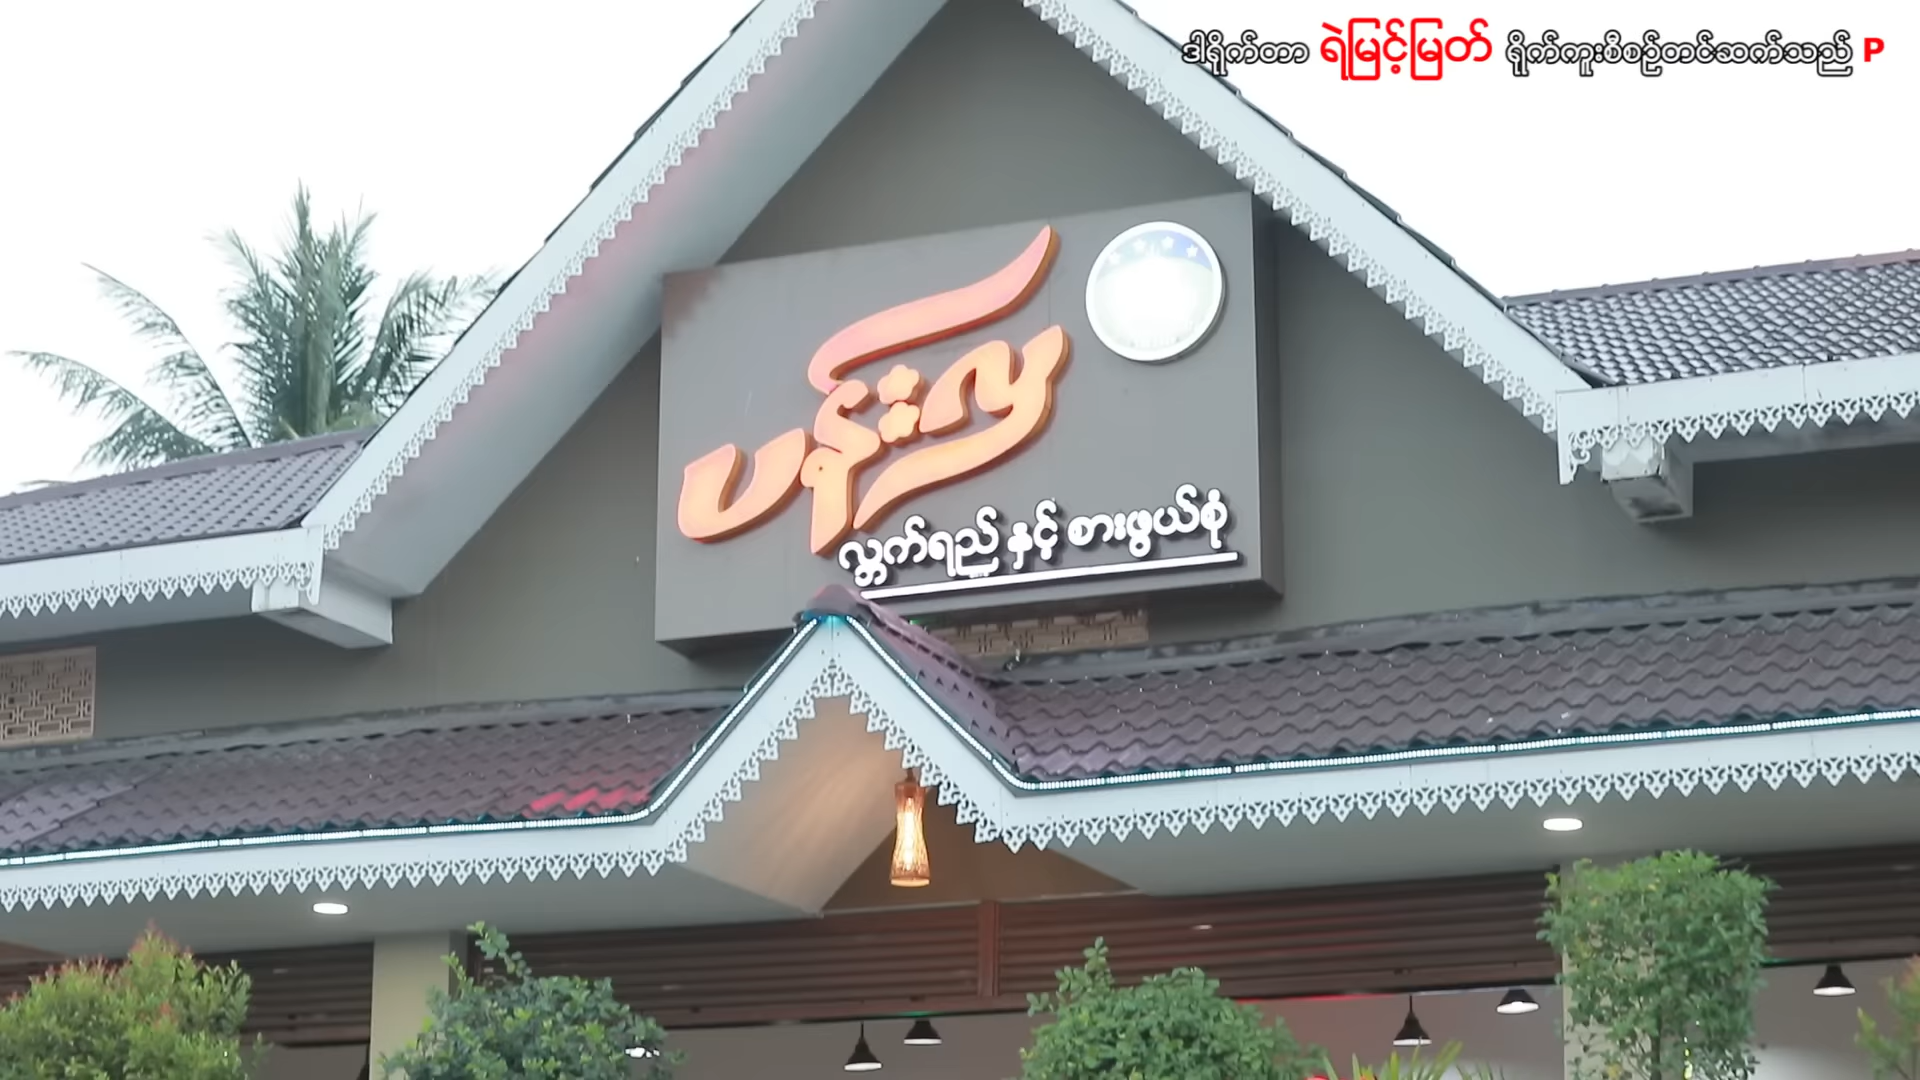 ဒါရိုက်တာ ရဲမြင့်မြတ် ရိုက်ကူးစီစဉ်တင်ဆက်သည် P
ပန်းလှ
လ္ဘက်ရည် နှင့် စားဖွယ်စုံ